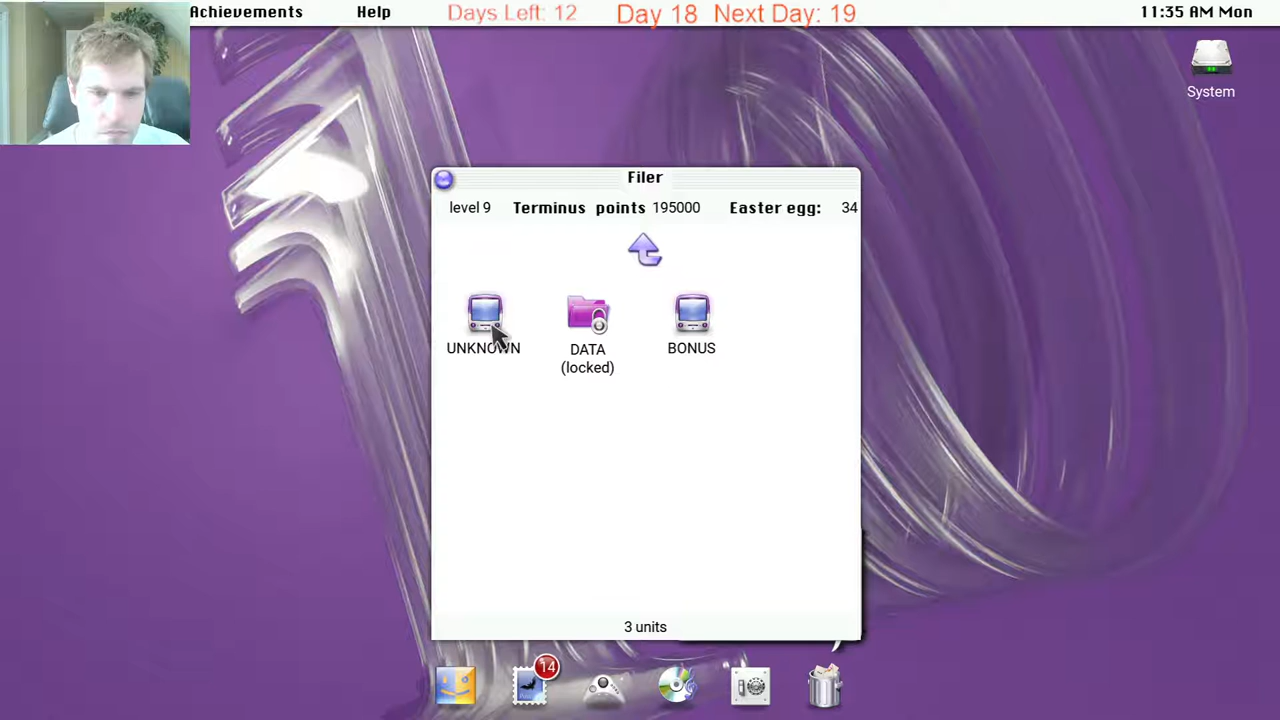 Achievements Help Days Left: 12 Day 18 Next Day: 19 11:35 AM Mon
System
Filer
level 9 Terminus points 195000 Easter egg: 34
UNKNOWN DATA (locked) BONUS
3 units
14